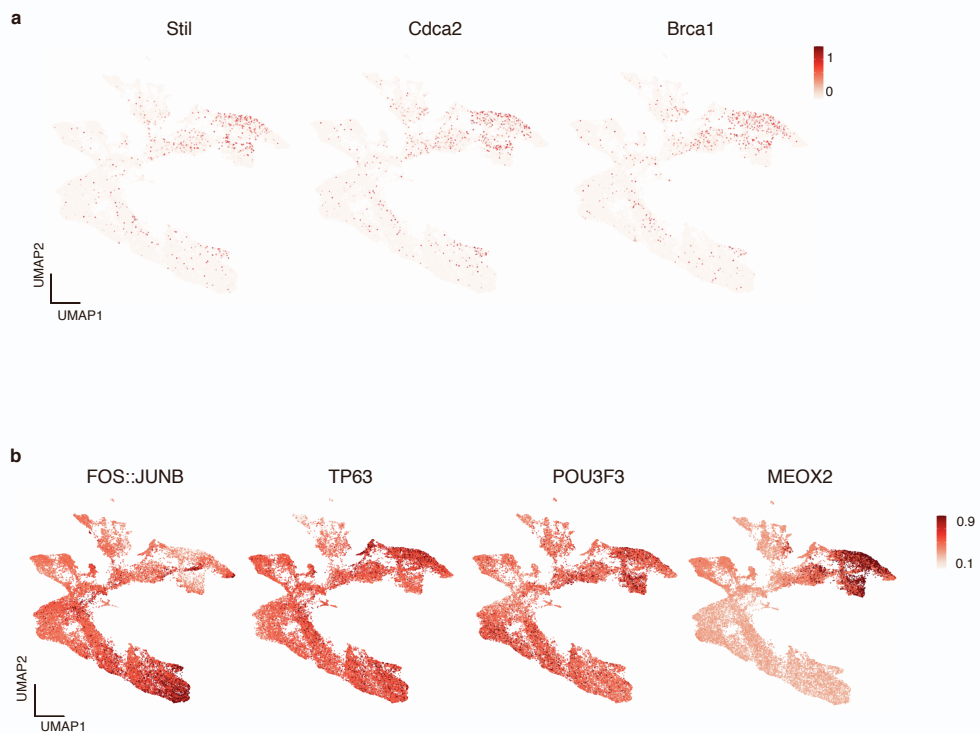 a
Stil Cdca2 Brca1
1
0
UMAP2
UMAP1
b
FOS::JUNB TP63 POU3F3 MEOX2
0.9
0.1
UMAP2
UMAP1